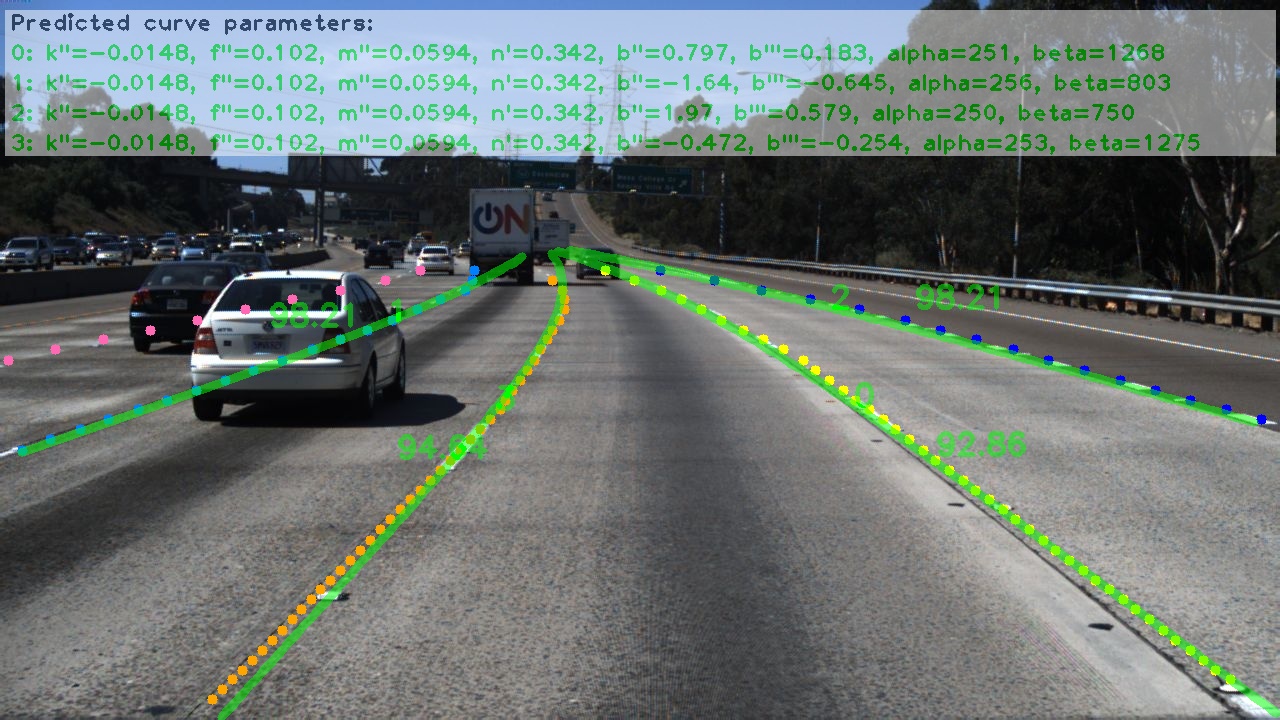 Predicted curve parameters:
0: k''=-0.0148, f''=0.102, m''=0.0594, n'=0.342, b''=0.797, b'''=0.183, alpha=251, beta=1268
1: k''=-0.0148, f''=0.102, m''=0.0594, n'=0.342, b''=-1.64, b'''=-0.645, alpha=256, beta=803
2: k''=-0.0148, f''=0.102, m''=0.0594, n'=0.342, b''=1.97, b'''=0.579, alpha=250, beta=750
3: k''=-0.0148, f''=0.102, m''=0.0594, n'=0.342, b''=-0.472, b'''=-0.254, alpha=253, beta=1275
Escondido
ON
2
98.21
98.21
1
0
92.86